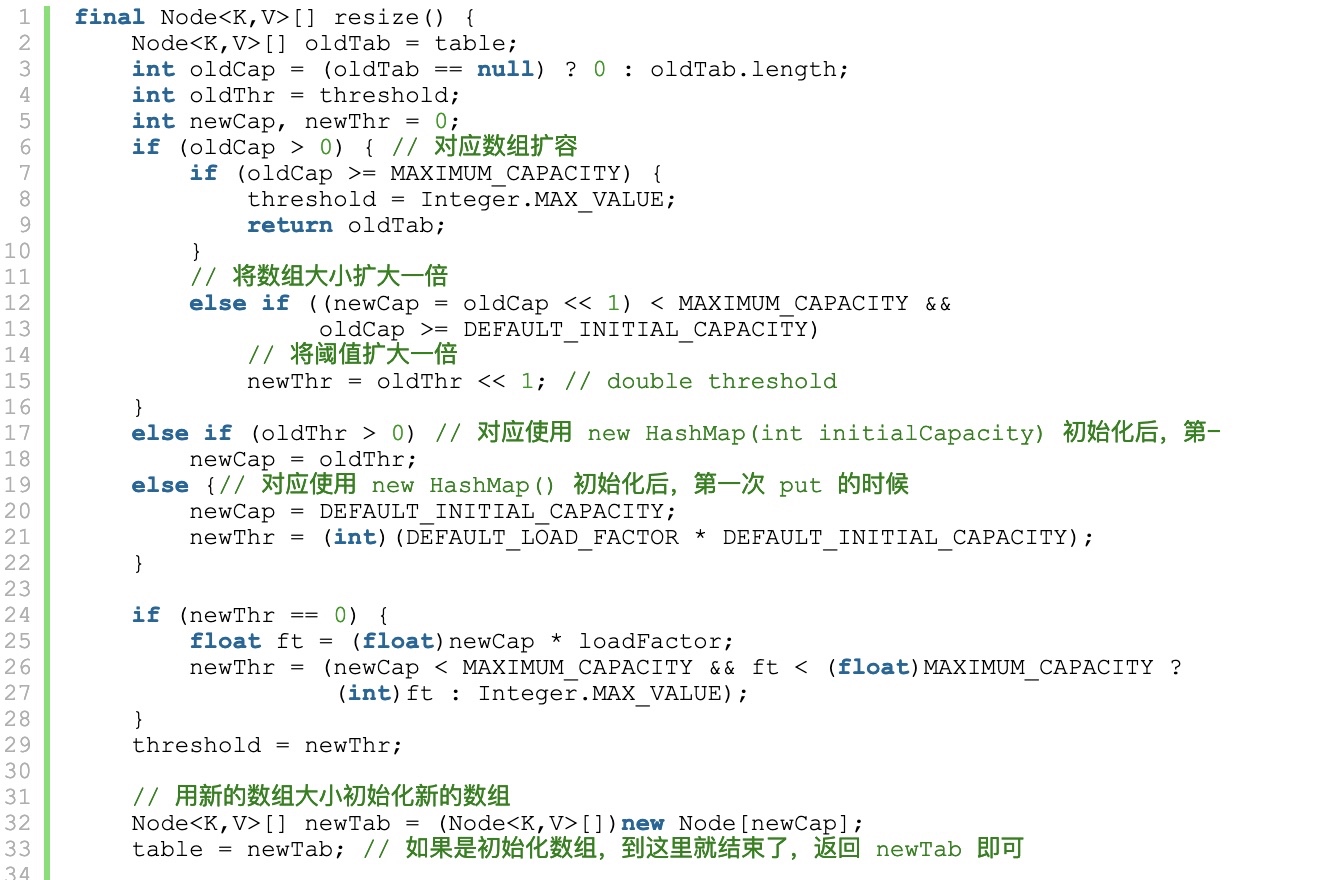 1 final Node<K,V>[] resize() {
2 Node<K,V>[] oldTab = table;
3 int oldCap = (oldTab == null) ? 0 : oldTab.length;
4 int oldThr = threshold;
5 int newCap, newThr = 0;
6 if (oldCap > 0) { // 对应数组扩容
7 if (oldCap >= MAXIMUM_CAPACITY) {
8 threshold = Integer.MAX_VALUE;
9 return oldTab;
10 }
11 // 将数组大小扩大一倍
12 else if ((newCap = oldCap << 1) < MAXIMUM_CAPACITY &&
13 oldCap >= DEFAULT_INITIAL_CAPACITY)
14 // 将阈值扩大一倍
15 newThr = oldThr << 1; // double threshold
16 }
17 else if (oldThr > 0) // 对应使用 new HashMap(int initialCapacity) 初始化后，第
18 newCap = oldThr;
19 else {// 对应使用 new HashMap() 初始化后，第一次 put 的时候
20 newCap = DEFAULT_INITIAL_CAPACITY;
21 newThr = (int)(DEFAULT_LOAD_FACTOR * DEFAULT_INITIAL_CAPACITY);
22 }
23
24 if (newThr == 0) {
25 float ft = (float)newCap * loadFactor;
26 newThr = (newCap < MAXIMUM_CAPACITY && ft < (float)MAXIMUM_CAPACITY ?
27 (int)ft : Integer.MAX_VALUE);
28 }
29 threshold = newThr;
30
31 // 用新的数组大小初始化新的数组
32 Node<K,V>[] newTab = (Node<K,V>[])new Node[newCap];
33 table = newTab; // 如果是初始化数组，到这里就结束了，返回 newTab 即可
34